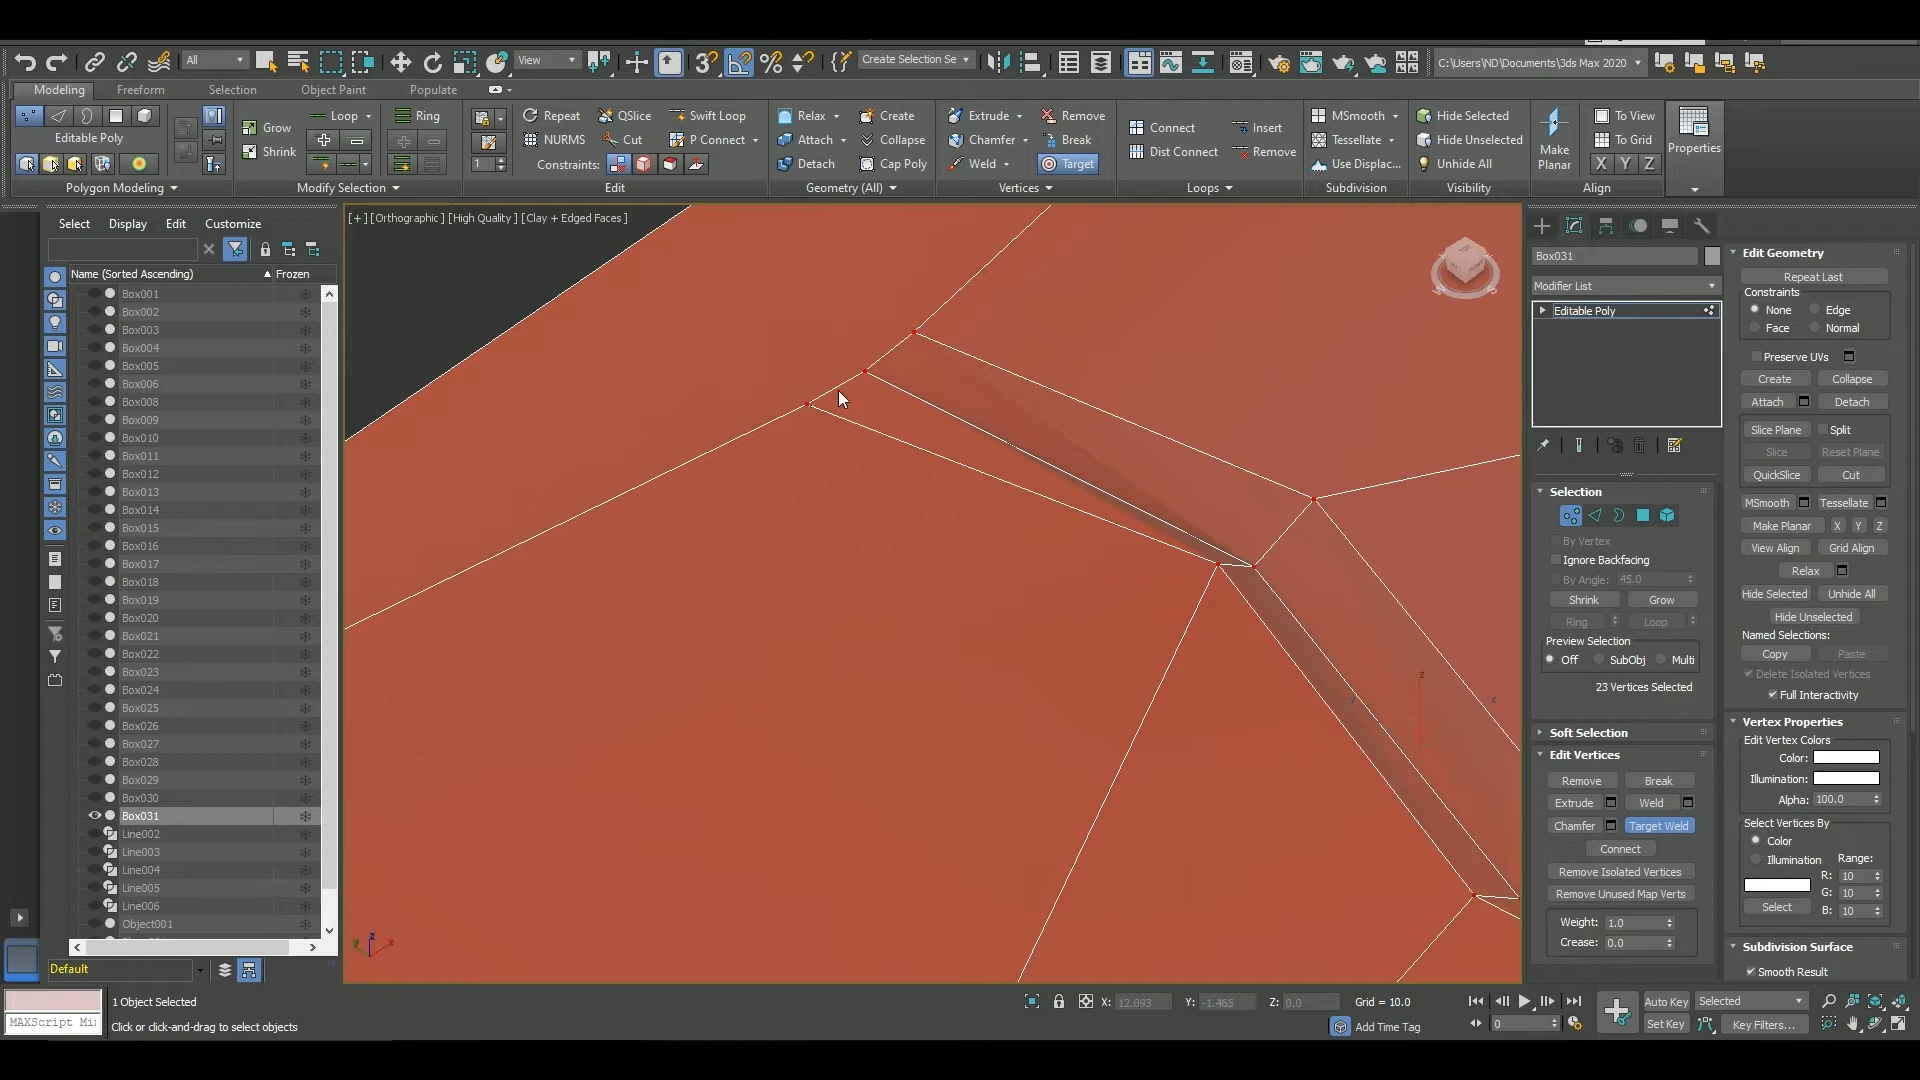 All
View
Create Selection Se
C:\Users\ND\Documents\3ds Max 2020
Modeling Freeform Selection Object Paint Populate
Editable Poly
Polygon Modeling
Grow
Shrink
Loop
Ring
Modify Selection
1
Repeat QSlice Swift Loop
NURMS Cut P Connect
Constraints:
Edit
Relax Create
Attach Collapse
Detach Cap Poly
Geometry (All)
Extrude Remove
Chamfer Break
Weld Target
Vertices
Connect Insert
Dist Connect Remove
Loops
MSmooth
Tessellate
Use Displac...
Subdivision
Hide Selected
Hide Unselected
Unhide All
Visibility
Make
Planar
To View
To Grid
X Y Z
Align
Properties
Select Display Edit Customize
Name (Sorted Ascending) Frozen
Box001
Box002
Box003
Box004
Box005
Box006
Box008
Box009
Box010
Box011
Box012
Box013
Box014
Box015
Box016
Box017
Box018
Box019
Box020
Box021
Box022
Box023
Box024
Box025
Box026
Box027
Box028
Box029
Box030
Box031
Line002
Line003
Line004
Line005
Line006
Object001
Default
[+] [Orthographic ] [High Quality ] [Clay + Edged Faces ]
z
x
y
z
x
Box031
Modifier List
Editable Poly
Selection
By Vertex
Ignore Backfacing
By Angle: 45.0
Shrink Grow
Ring Loop
Preview Selection
Off SubObj Multi
23 Vertices Selected
Soft Selection
Edit Vertices
Remove Break
Extrude Weld
Chamfer Target Weld
Connect
Remove Isolated Vertices
Remove Unused Map Verts
Weight: 1.0
Crease: 0.0
Edit Geometry
Repeat Last
Constraints
None Edge
Face Normal
Preserve UVs
Create Collapse
Attach Detach
Slice Plane Split
Slice Reset Plane
QuickSlice Cut
MSmooth Tessellate
Make Planar X Y Z
View Align Grid Align
Relax
Hide Selected Unhide All
Hide Unselected
Named Selections:
Copy Paste
Delete Isolated Vertices
Full Interactivity
Vertex Properties
Edit Vertex Colors
Color:
Illumination:
Alpha: 100.0
Select Vertices By
Color
Illumination Range:
R: 10
G: 10
Select B: 10
Subdivision Surface
Smooth Result
1 Object Selected
MAXScript Mi
Click or click-and-drag to select objects
X: 12.093 Y: -1.465 Z: 0.0 Grid = 10.0
Add Time Tag
0
Auto Key Selected
Set Key Key Filters...